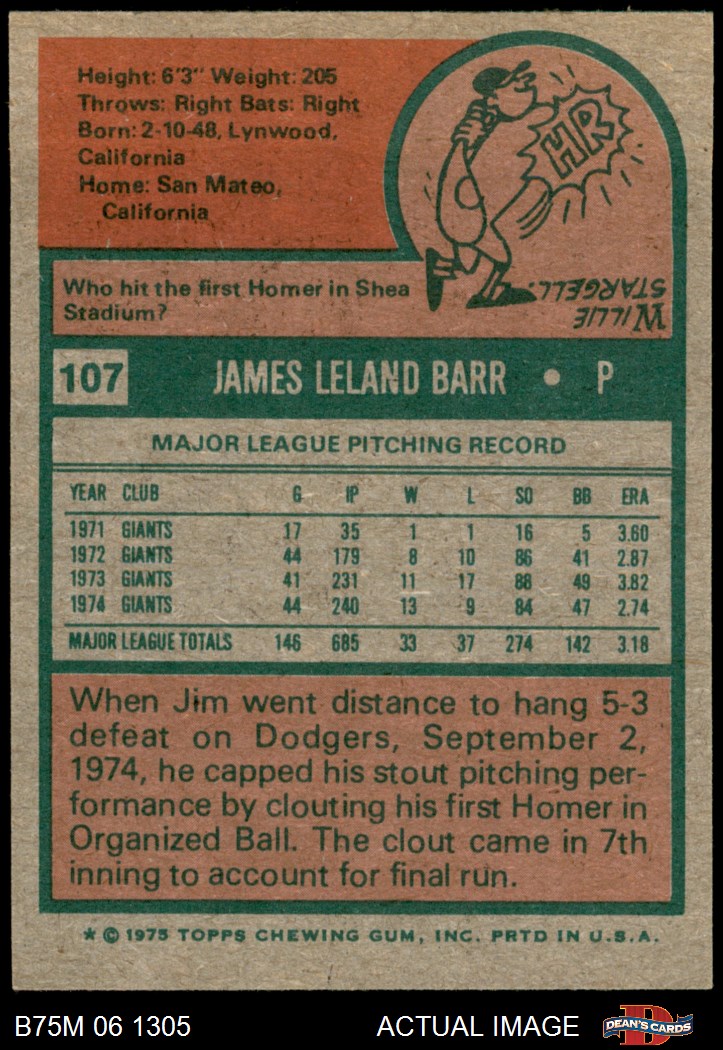 Height: 6'3" Weight: 205
Throws: Right Bats: Right
Born: 2-10-48, Lynwood,
California
Home: San Mateo,
California
HR
Who hit the first Homer in Shea
Stadium?
WILLIE
STARGELL.
107 JAMES LELAND BARR • P
MAJOR LEAGUE PITCHING RECORD
YEAR CLUB G IP W L SO BB ERA
1971 GIANTS 17 35 1 1 16 5 3.60
1972 GIANTS 44 179 8 10 86 41 2.87
1973 GIANTS 41 231 11 17 88 49 3.82
1974 GIANTS 44 240 13 9 84 47 2.74
MAJOR LEAGUE TOTALS 146 685 33 37 274 142 3.18
When Jim went distance to hang 5-3
defeat on Dodgers, September 2,
1974, he capped his stout pitching per-
formance by clouting his first Homer in
Organized Ball. The clout came in 7th
inning to account for final run.
* © 1975 TOPPS CHEWING GUM, INC. PRTD IN U.S.A.
B75M 06 1305 ACTUAL IMAGE D DEAN'S CARDS